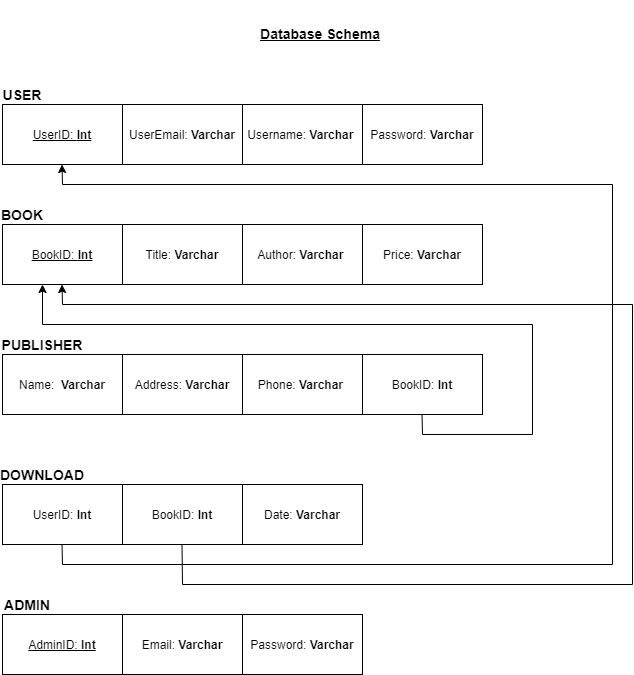 Database Schema
USER
UserID: Int UserEmail: Varchar Username: Varchar Password: Varchar
BOOK
BookID: Int Title: Varchar Author: Varchar Price: Varchar
PUBLISHER
Name: Varchar Address: Varchar Phone: Varchar BookID: Int
DOWNLOAD
UserID: Int BookID: Int Date: Varchar
ADMIN
AdminID: Int Email: Varchar Password: Varchar